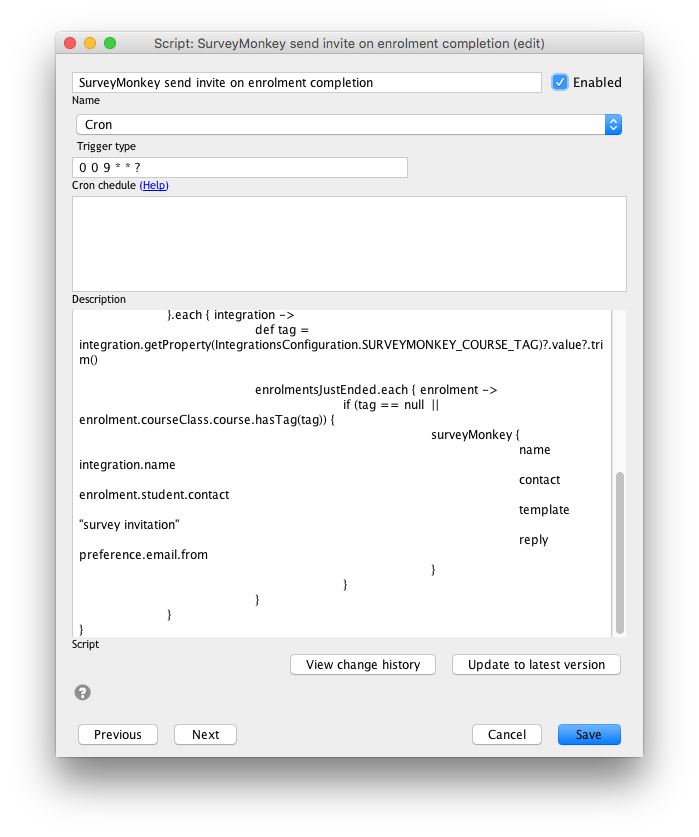 Script: SurveyMonkey send invite on enrolment completion (edit)
SurveyMonkey send invite on enrolment completion
Enabled
Name
Cron
Trigger type
0 0 9 * * ?
Cron chedule (Help)
Description
}.each { integration ->
def tag =
integration.getProperty(IntegrationsConfiguration.SURVEYMONKEY_COURSE_TAG)?.value?.tri
m()
enrolmentsJustEnded.each { enrolment ->
if (tag == null ||
enrolment.courseClass.course.hasTag(tag)) {
surveyMonkey {
name
integration.name
contact
enrolment.student.contact
template
"survey invitation"
reply
preference.email.from
}
}
}
}
}
Script
View change history
Update to latest version
?
Previous
Next
Cancel
Save